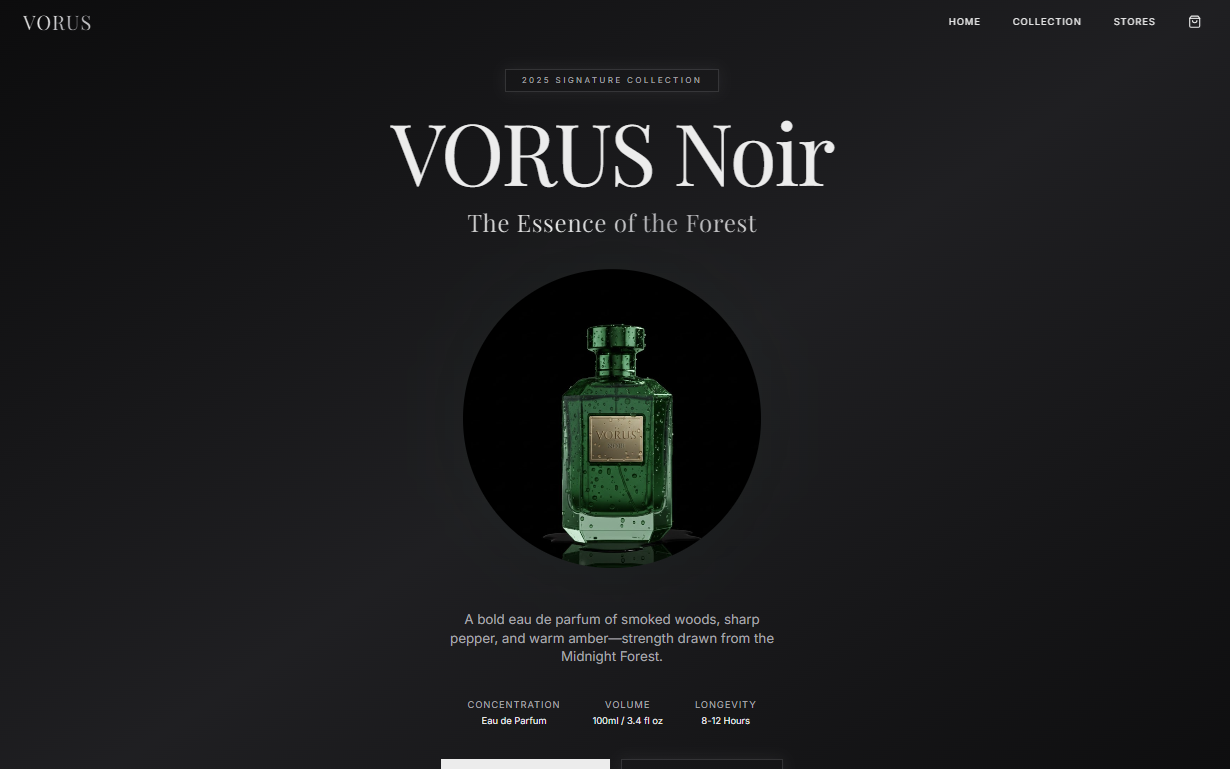 VORUS
HOME
COLLECTION
STORES
2025 SIGNATURE COLLECTION
VORUS Noir
The Essence of the Forest
VORUS
A bold eau de parfum of smoked woods, sharp
pepper, and warm amber—strength drawn from the
Midnight Forest.
CONCENTRATION
Eau de Parfum
VOLUME
100ml / 3.4 fl oz
LONGEVITY
8-12 Hours